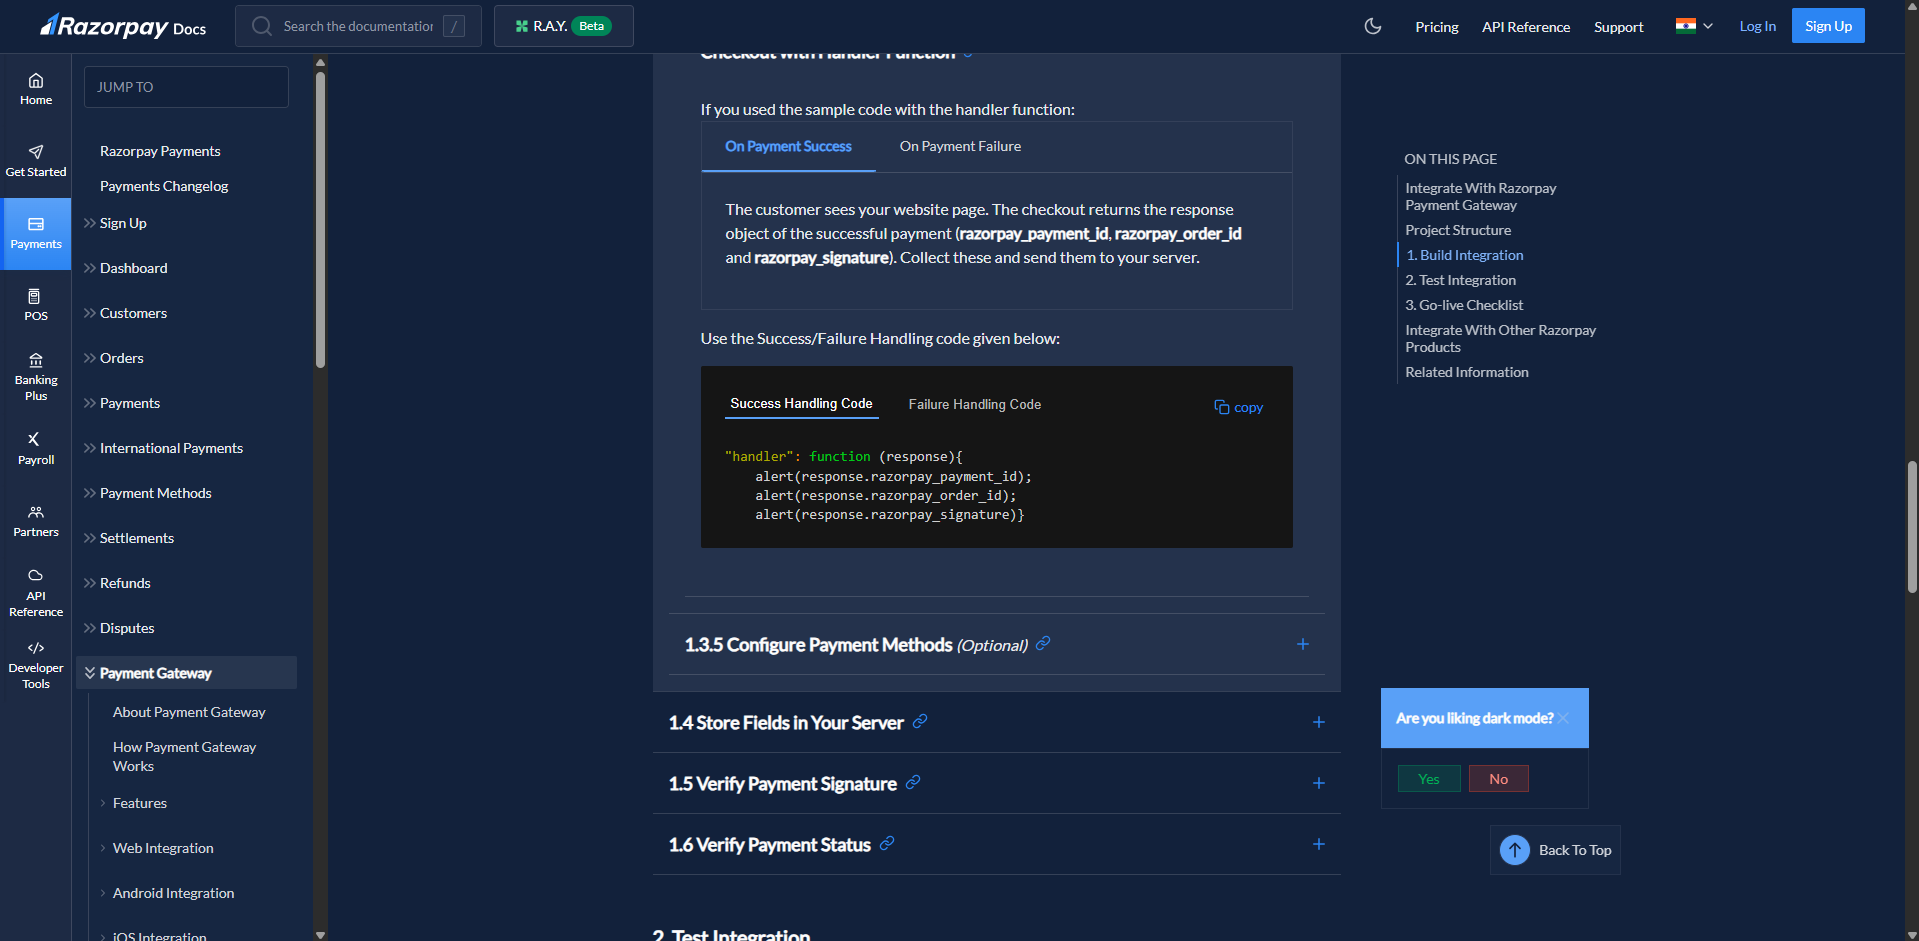 Razorpay Docs
Search the documentation /
R.A.Y. Beta
Pricing
API Reference
Support
Log In
Sign Up
Home
Get Started
Payments
POS
Banking
Plus
Payroll
Partners
API
Reference
Developer
Tools
JUMP TO
Razorpay Payments
Payments Changelog
Sign Up
Dashboard
Customers
Orders
Payments
International Payments
Payment Methods
Settlements
Refunds
Disputes
Payment Gateway
About Payment Gateway
How Payment Gateway
Works
Features
Web Integration
Android Integration
iOS Integration
Checkout with Handler Function
If you used the sample code with the handler function:
On Payment Success
On Payment Failure
The customer sees your website page. The checkout returns the response
object of the successful payment (razorpay_payment_id, razorpay_order_id
and razorpay_signature). Collect these and send them to your server.
Use the Success/Failure Handling code given below:
Success Handling Code
Failure Handling Code
copy
"handler": function (response){
    alert(response.razorpay_payment_id);
    alert(response.razorpay_order_id);
    alert(response.razorpay_signature)}
1.3.5 Configure Payment Methods (Optional)
1.4 Store Fields in Your Server
1.5 Verify Payment Signature
1.6 Verify Payment Status
2. Test Integration
ON THIS PAGE
Integrate With Razorpay
Payment Gateway
Project Structure
1. Build Integration
2. Test Integration
3. Go-live Checklist
Integrate With Other Razorpay
Products
Related Information
Are you liking dark mode?
Yes
No
Back To Top